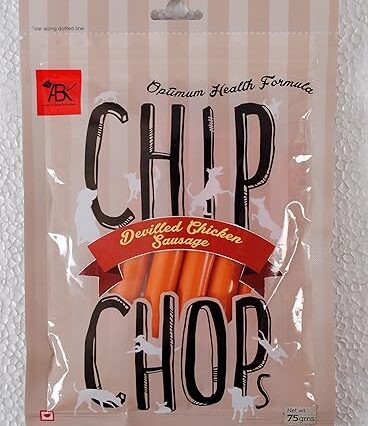 Tear along dotted line
ABK
Optimum Health Formula
CHIP
Devilled Chicken
Sausage
CHOPs
Net wt.
75gms